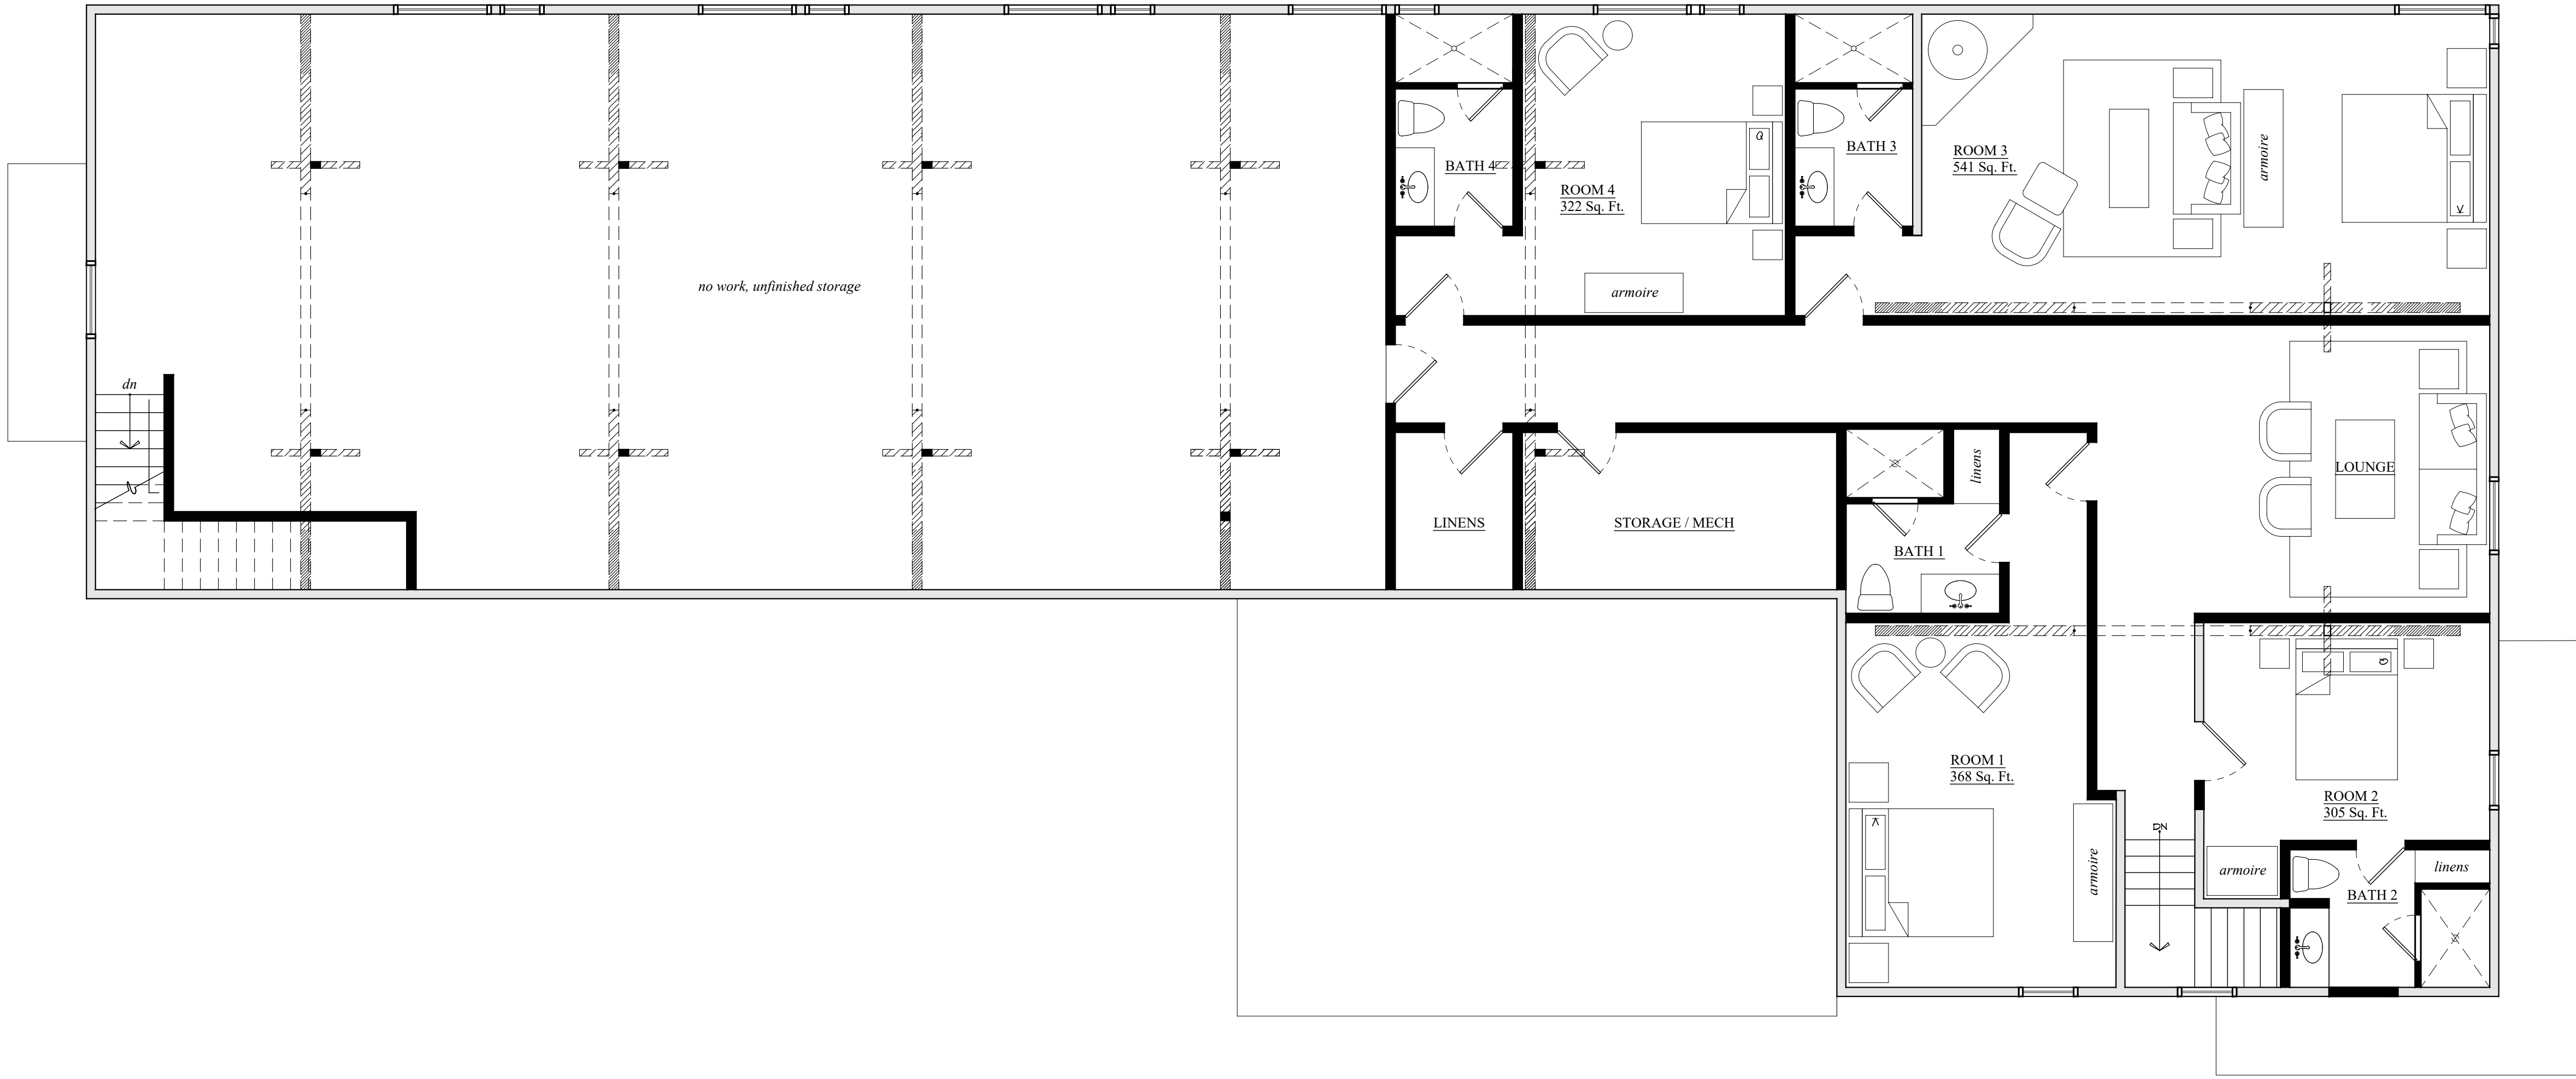 BATH 4
ROOM 4
322 Sq. Ft.
Q
armoire
BATH 3
ROOM 3
541 Sq. Ft.
armoire
K
no work, unfinished storage
dn
LINENS
STORAGE / MECH
linens
BATH 1
LOUNGE
ROOM 1
368 Sq. Ft.
K
armoire
DN
Q
ROOM 2
305 Sq. Ft.
armoire
BATH 2
linens